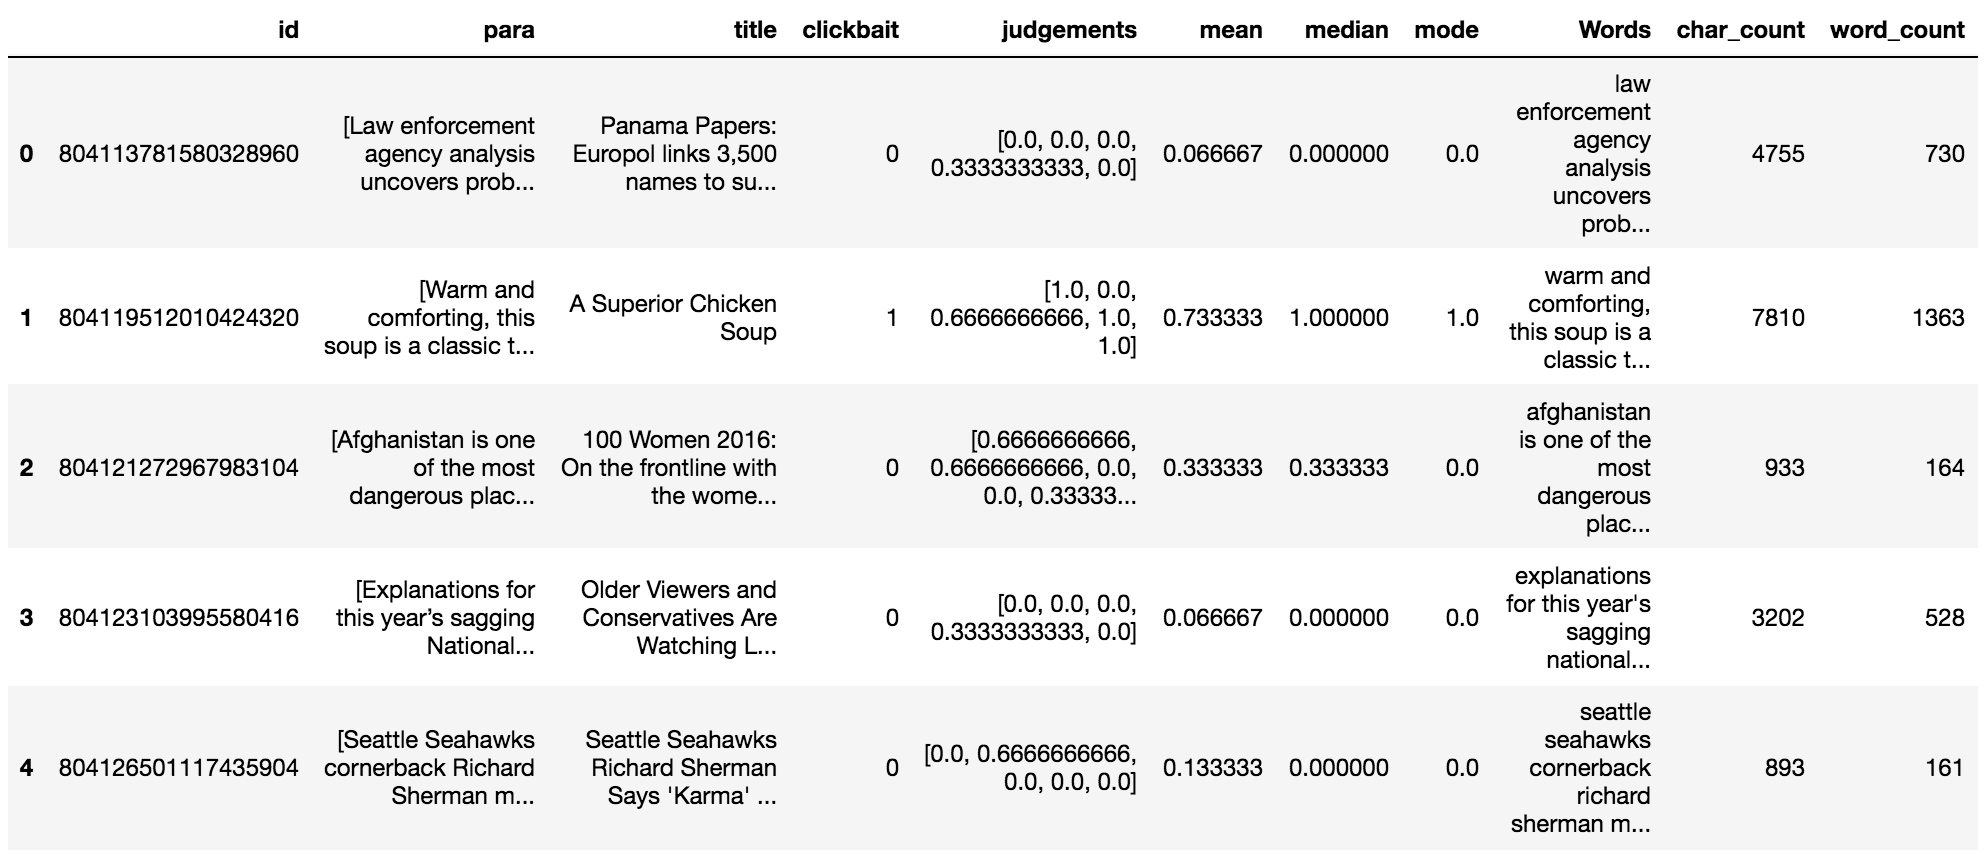 id para title clickbait judgements mean median mode Words char_count word_count
0 804113781580328960 [Law enforcement agency analysis uncovers prob... Panama Papers: Europol links 3,500 names to su... 0 [0.0, 0.0, 0.0, 0.3333333333, 0.0] 0.066667 0.000000 0.0 law enforcement agency analysis uncovers prob... 4755 730
1 804119512010424320 [Warm and comforting, this soup is a classic t... A Superior Chicken Soup 1 [1.0, 0.0, 0.6666666666, 1.0, 1.0] 0.733333 1.000000 1.0 warm and comforting, this soup is a classic t... 7810 1363
2 804121272967983104 [Afghanistan is one of the most dangerous plac... 100 Women 2016: On the frontline with the wome... 0 [0.6666666666, 0.6666666666, 0.0, 0.0, 0.33333... 0.333333 0.333333 0.0 afghanistan is one of the most dangerous plac... 933 164
3 804123103995580416 [Explanations for this year’s sagging National... Older Viewers and Conservatives Are Watching L... 0 [0.0, 0.0, 0.0, 0.3333333333, 0.0] 0.066667 0.000000 0.0 explanations for this year's sagging national... 3202 528
4 804126501117435904 [Seattle Seahawks cornerback Richard Sherman m... Seattle Seahawks Richard Sherman Says 'Karma' ... 0 [0.0, 0.6666666666, 0.0, 0.0, 0.0] 0.133333 0.000000 0.0 seattle seahawks cornerback richard sherman m... 893 161